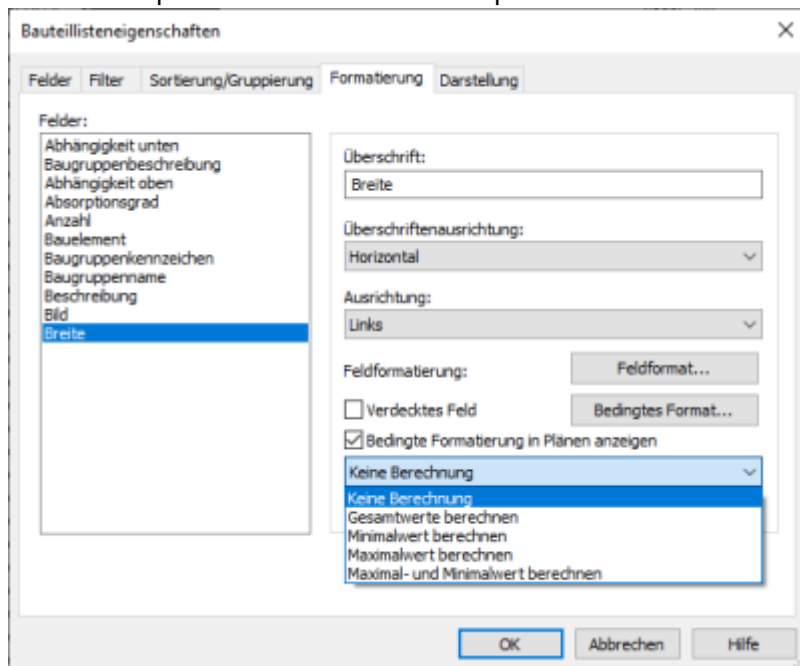 Bauteillisteneigenschaften
Felder Filter Sortierung/Gruppierung Formatierung Darstellung
Felder:
Abhängigkeit unten
Baugruppenbeschreibung
Abhängigkeit oben
Absorptionsgrad
Anzahl
Bauelement
Baugruppenkennzeichen
Baugruppenname
Beschreibung
Bild
Breite
Überschrift:
Breite
Überschriftenausrichtung:
Horizontal
Ausrichtung:
Links
Feldformatierung:
Feldformat...
Verdecktes Feld
Bedingtes Format...
Bedingte Formatierung in Plänen anzeigen
Keine Berechnung
Keine Berechnung
Gesamtwerte berechnen
Minimalwert berechnen
Maximalwert berechnen
Maximal- und Minimalwert berechnen
OK Abbrechen Hilfe